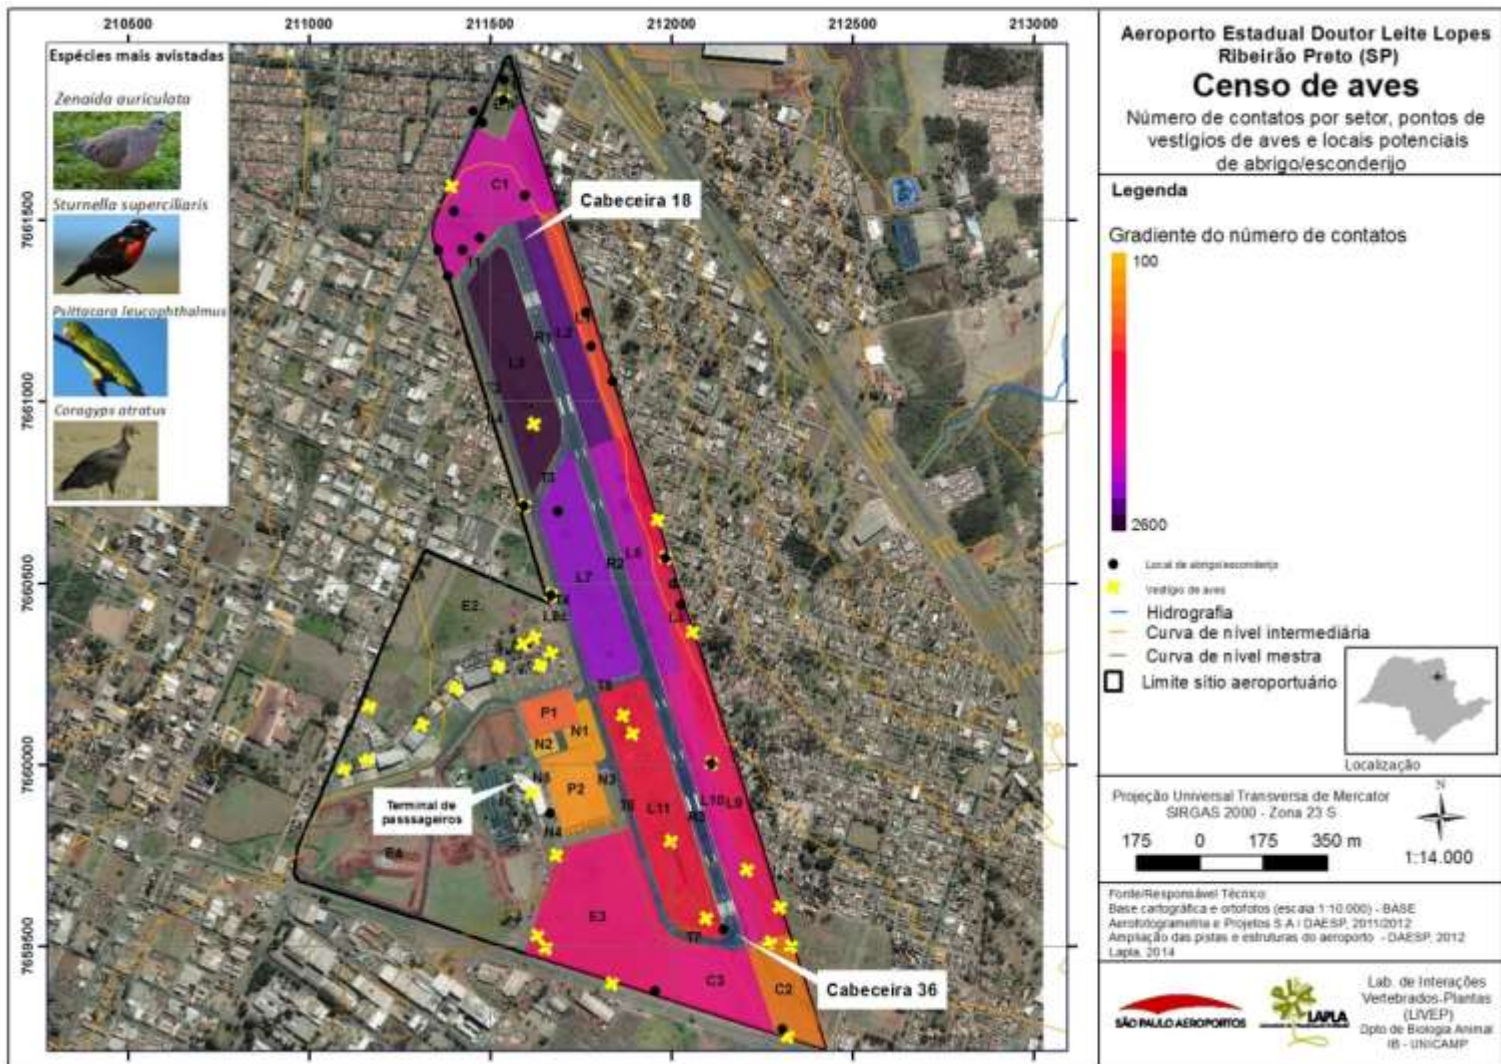 210500
211000
211500
212000
212500
213000
7661500
7661000
7660500
7660000
7659500
Espécies mais avistadas
Zenaida auriculata
Sturnella superciliaris
Psittacara leucophthalmus
Coragyps atratus
C1
Cabeceira 18
L1
L2
R1
L3
T3
L6
R2
L7
E2
T5
P1
N1
N2
N3
N5
P2
N4
Terminal de
passsageiros
T6
L11
L10
L9
R3
E4
E3
T7
C3
C2
Cabeceira 36
Aeroporto Estadual Doutor Leite Lopes
Ribeirão Preto (SP)
Censo de aves
Número de contatos por setor, pontos de
vestígios de aves e locais potenciais
de abrigo/esconderijo
Legenda
Gradiente do número de contatos
100
2600
Local de abrigo/esconderijo
Vestígio de aves
Hidrografia
Curva de nível intermediária
Curva de nível mestra
Limite sítio aeroportuário
Localização
Projeção Universal Transversa de Mercator
SIRGAS 2000 - Zona 23 S
N
175 0 175 350 m
1:14.000
Fonte/Responsável Técnico:
Base cartográfica e ortofotos (escala 1:10.000) - BASE
Aerofotogrametria e Projetos S.A / DAESP, 2011/2012
Ampliação das pistas e estruturas do aeroporto - DAESP, 2012
Lapla, 2014
SÃO PAULO AEROPORTOS
LAPLA
Lab. de Interações
Vertebrados-Plantas
(LIVEP)
Dpto de Biologia Animal
IB - UNICAMP